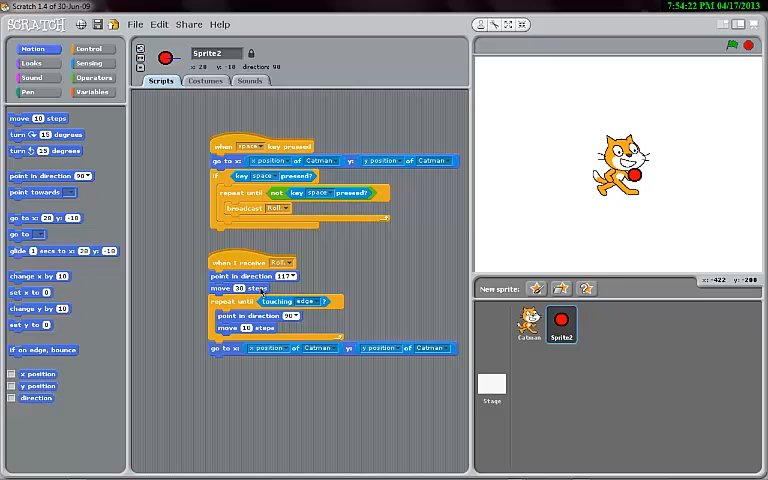 Scratch 1.4 of 30-Jun-09
7:54:22 PM 04/17/2013
SCRATCH File Edit Share Help
Motion Control
Looks Sensing
Sound Operators
Pen Variables
Sprite2
x: 28 y: -10 direction: 90
Scripts Costumes Sounds
move 10 steps
turn 15 degrees
turn 15 degrees
point in direction 90
point towards
go to x: 28 y: -10
go to
glide 1 secs to x: 28 y: -10
change x by 10
set x to 0
change y by 10
set y to 0
if on edge, bounce
x position
y position
direction
when space key pressed
go to x: x position of Catman y: y position of Catman
if key space pressed?
repeat until not key space pressed?
broadcast Roll
when I receive Roll
point in direction 117
move 30 steps
repeat until touching edge ?
point in direction 90
move 10 steps
go to x: x position of Catman y: y position of Catman
x: -422 y: -200
New sprite:
Catman Sprite2
Stage